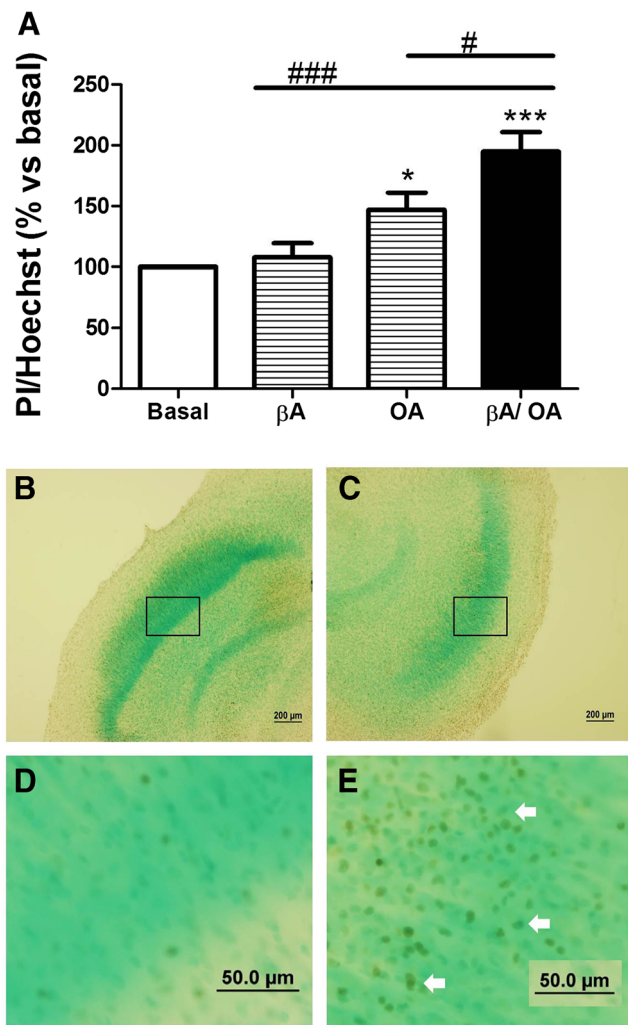 A
PI/Hoechst (% vs basal)
#
###
250
200
150
100
50
0
*
***
Basal
βA
OA
βA/ OA
B
C
200 µm
200 µm
D
E
50.0 µm
50.0 µm